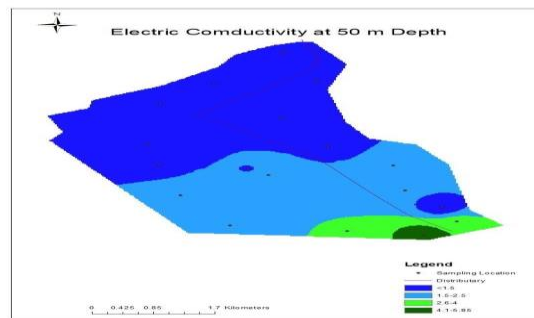 N
Electric Comductivity at 50 m Depth
Legend
Sampling Location
Distributary
<1.5
1.5-2.5
2.6-4
4.1-5.85
0 0.425 0.85 1.7 Kilometers